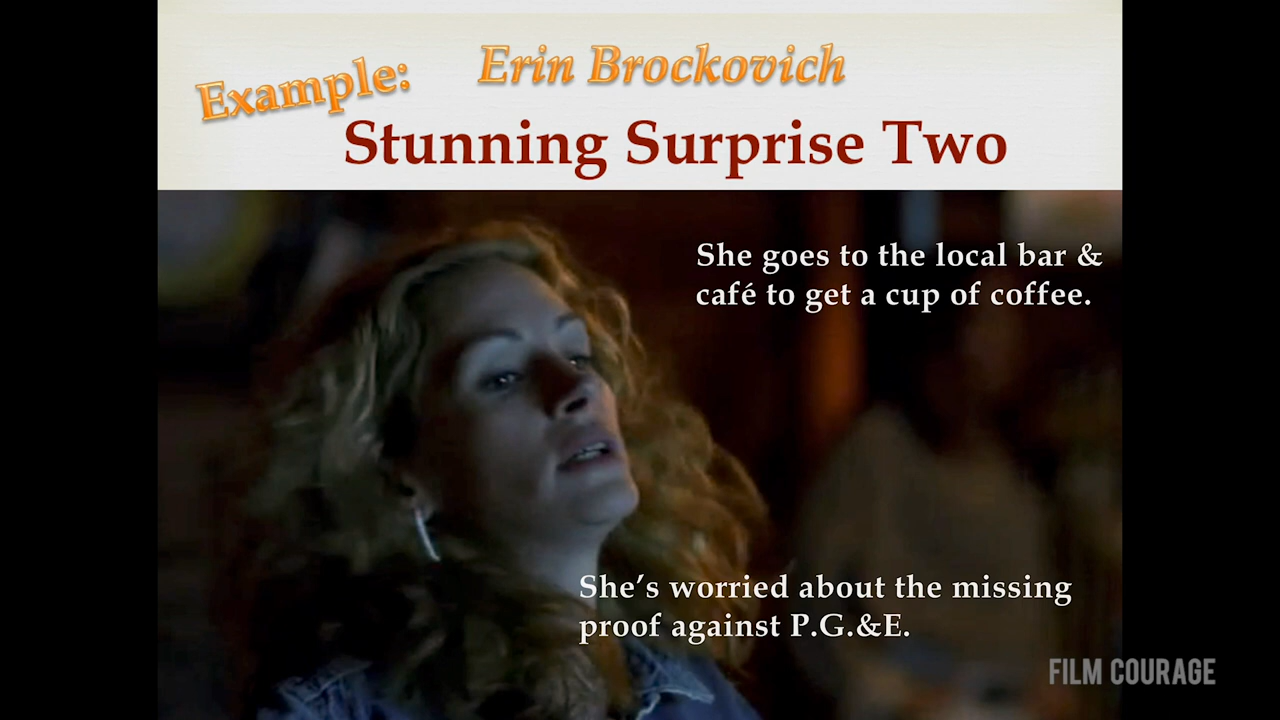 Example:
Erin Brockovich
Stunning Surprise Two
She goes to the local bar &
café to get a cup of coffee.
She’s worried about the missing
proof against P.G.&E.
FILM COURAGE